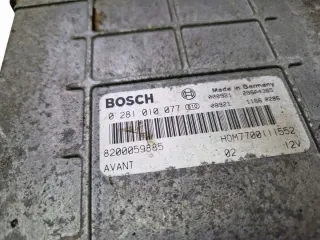 BOSCH
Made in Germany
0 281 010 077
8200059885
HOM7700111552
AVANT
02
12V